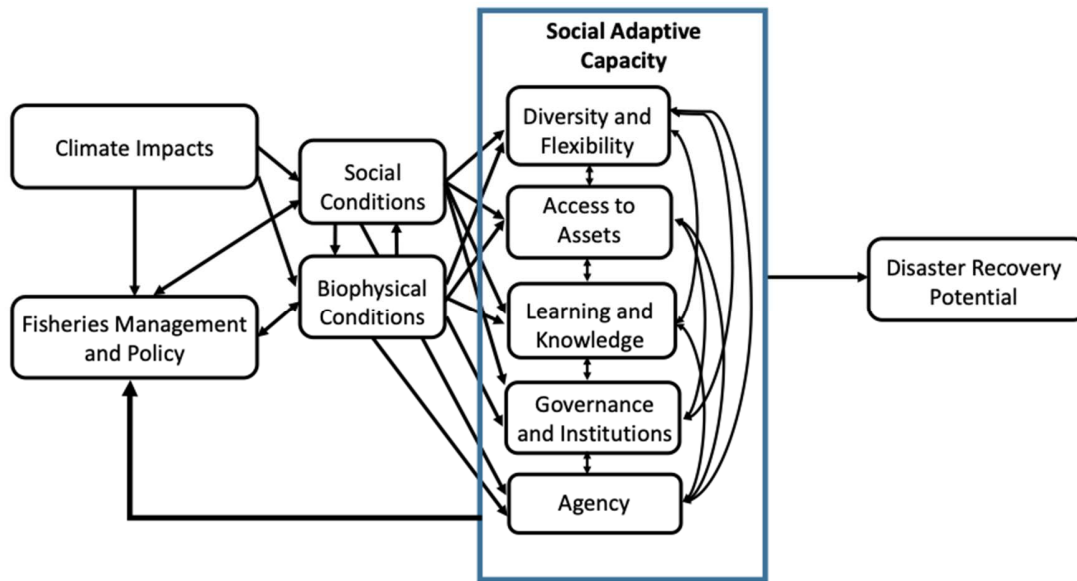 Social Adaptive
Capacity
Climate Impacts
Social
Conditions
Biophysical
Conditions
Fisheries Management
and Policy
Diversity and
Flexibility
Access to
Assets
Learning and
Knowledge
Governance
and Institutions
Agency
Disaster Recovery
Potential